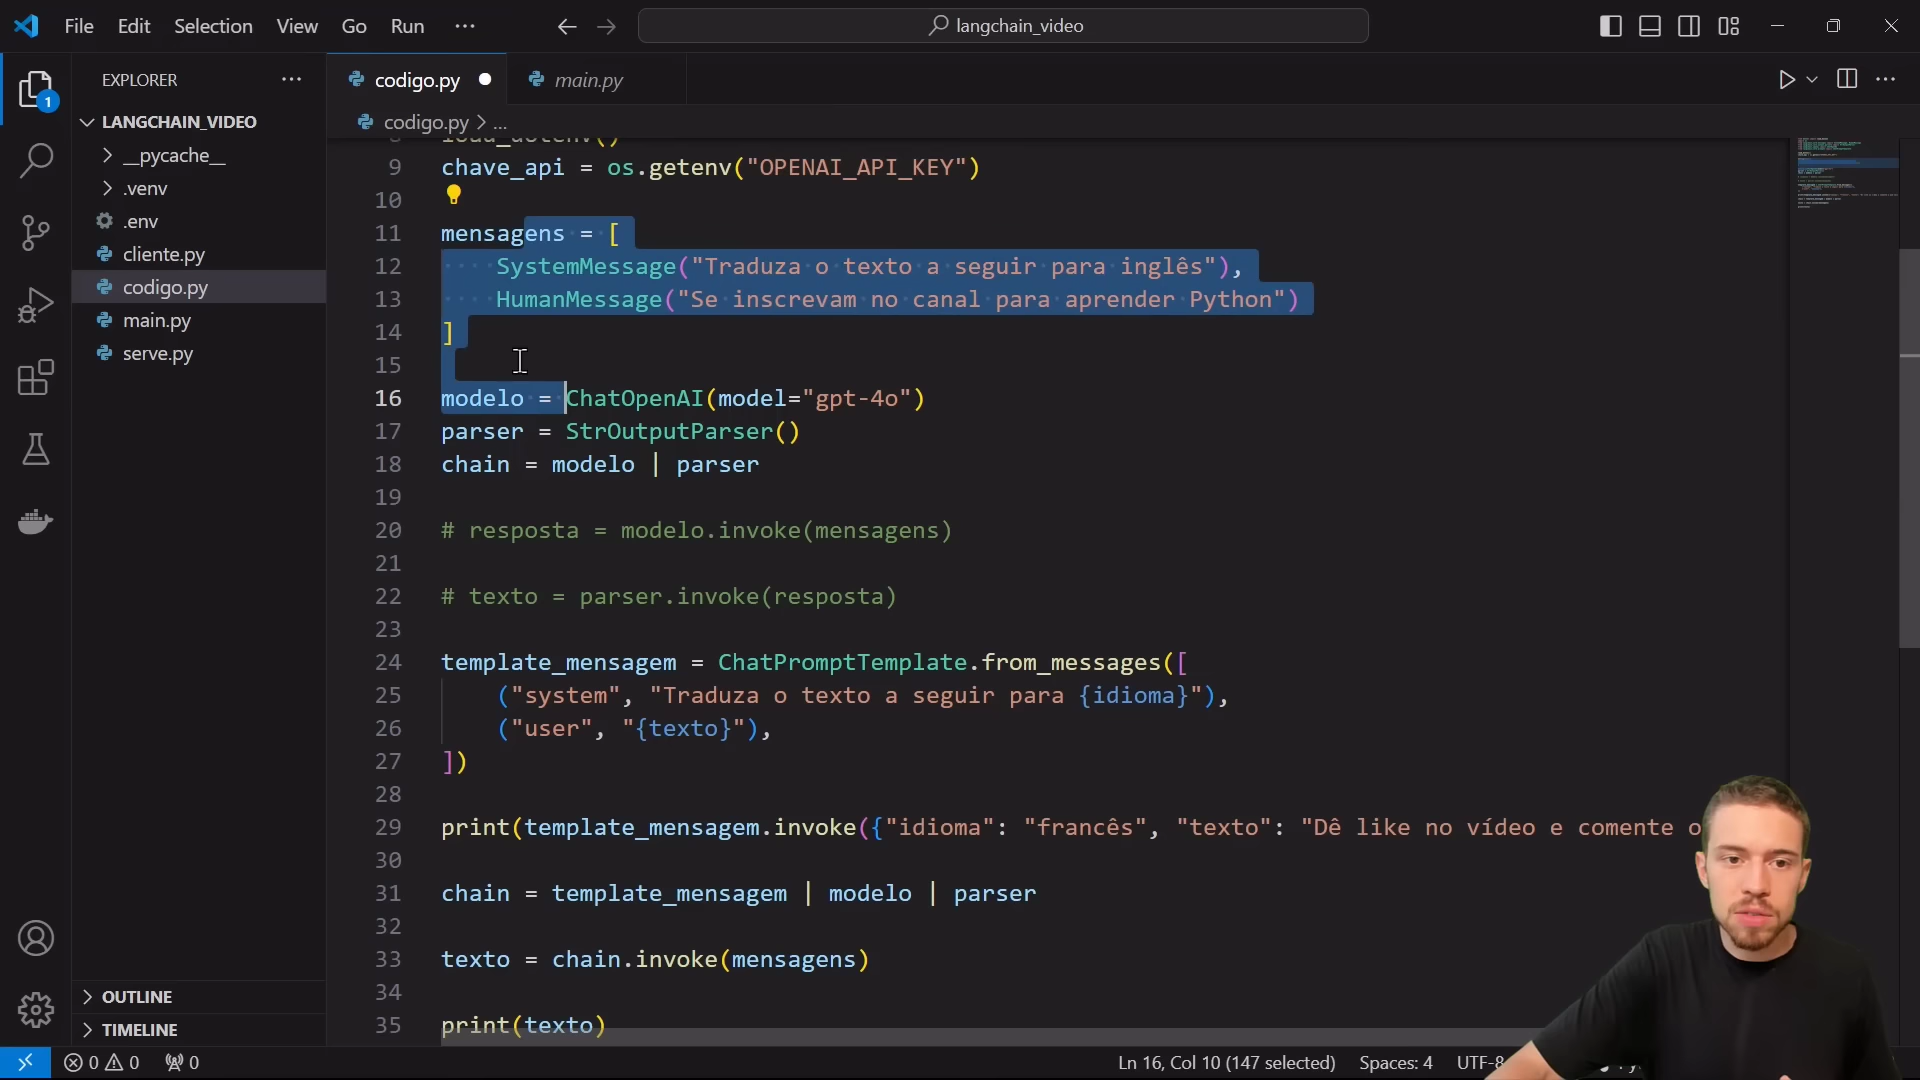 File Edit Selection View Go Run ...
langchain_video
1
EXPLORER
LANGCHAIN_VIDEO
__pycache__
.venv
.env
cliente.py
codigo.py
main.py
serve.py
OUTLINE
TIMELINE
codigo.py
main.py
codigo.py > ...
load_dotenv()
9 chave_api = os.getenv("OPENAI_API_KEY")
10
11 mensagens = [
12 SystemMessage("Traduza o texto a seguir para inglês"),
13 HumanMessage("Se inscrevam no canal para aprender Python")
14 ]
15
16 modelo = ChatOpenAI(model="gpt-4o")
17 parser = StrOutputParser()
18 chain = modelo | parser
19
20 # resposta = modelo.invoke(mensagens)
21
22 # texto = parser.invoke(resposta)
23
24 template_mensagem = ChatPromptTemplate.from_messages([
25 ("system", "Traduza o texto a seguir para {idioma}"),
26 ("user", "{texto}"),
27 ])
28
29 print(template_mensagem.invoke({"idioma": "francês", "texto": "Dê like no vídeo e comente o
30
31 chain = template_mensagem | modelo | parser
32
33 texto = chain.invoke(mensagens)
34
35 print(texto)
0 0 0
Ln 16, Col 10 (147 selected) Spaces: 4 UTF-8